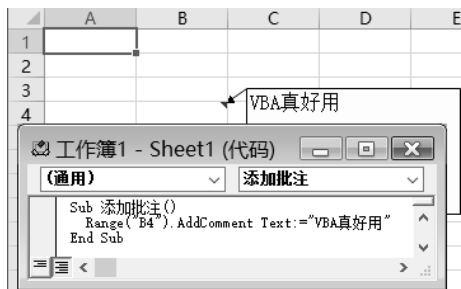 A B C D E
1
2
3
VBA真好用
4
工作簿1 - Sheet1 (代码)
(通用) 添加批注
Sub 添加批注()
Range("B4").AddComment Text:="VBA真好用"
End Sub